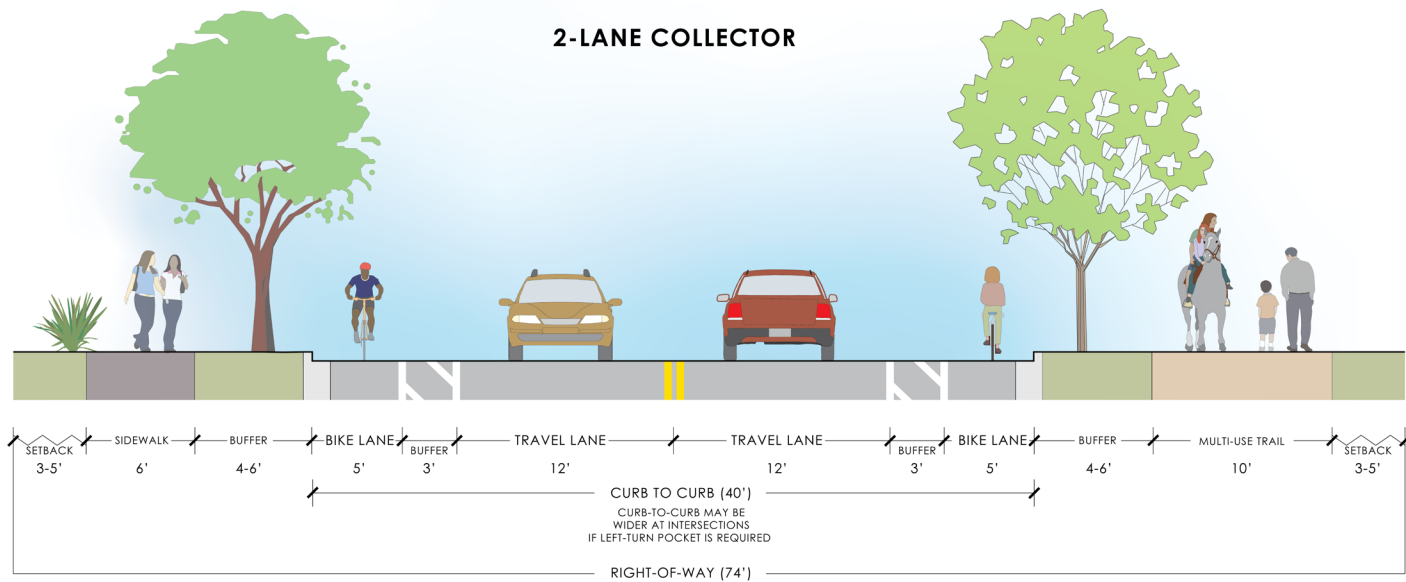 2-LANE COLLECTOR
SETBACK SIDEWALK BUFFER BIKE LANE BUFFER TRAVEL LANE TRAVEL LANE BUFFER BIKE LANE BUFFER MULTI-USE TRAIL SETBACK
3-5' 6' 4-6' 5' 3' 12' 12' 3' 5' 4-6' 10' 3-5'
CURB TO CURB (40')
CURB-TO-CURB MAY BE
WIDER AT INTERSECTIONS
IF LEFT-TURN POCKET IS REQUIRED
RIGHT-OF-WAY (74')